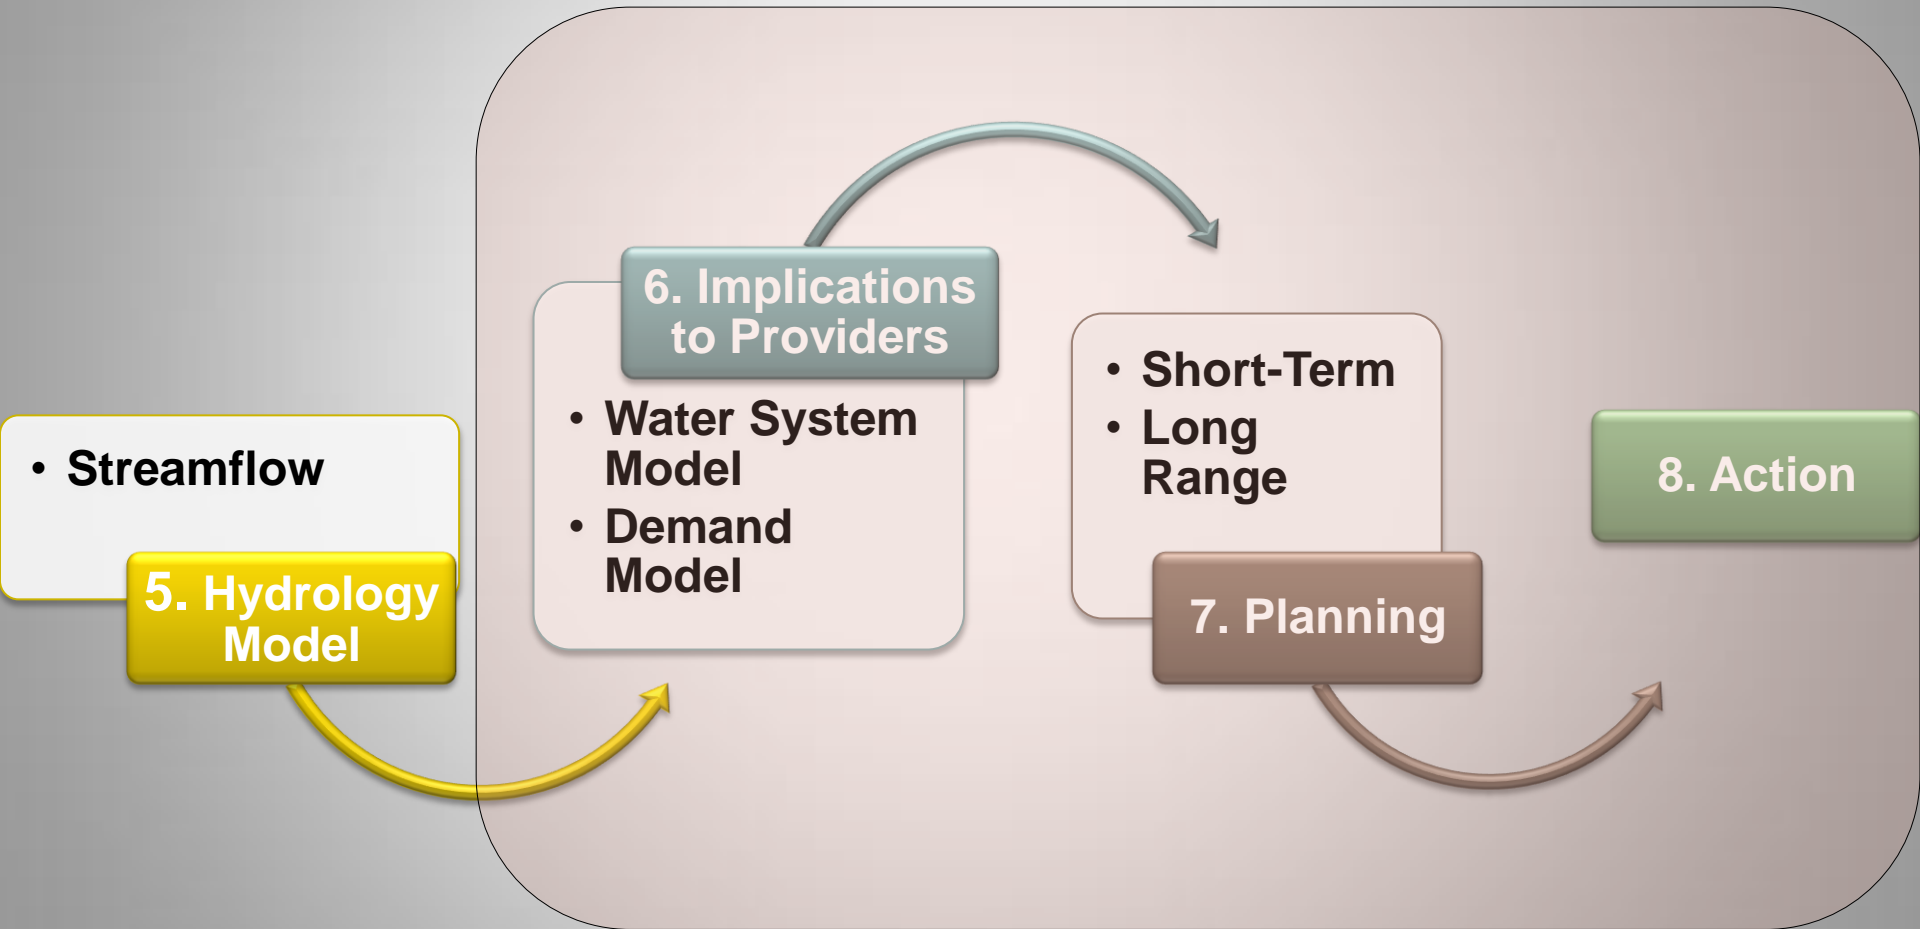 • Streamflow
5. Hydrology
Model
6. Implications
to Providers
• Water System
Model
• Demand
Model
• Short-Term
• Long
Range
7. Planning
8. Action